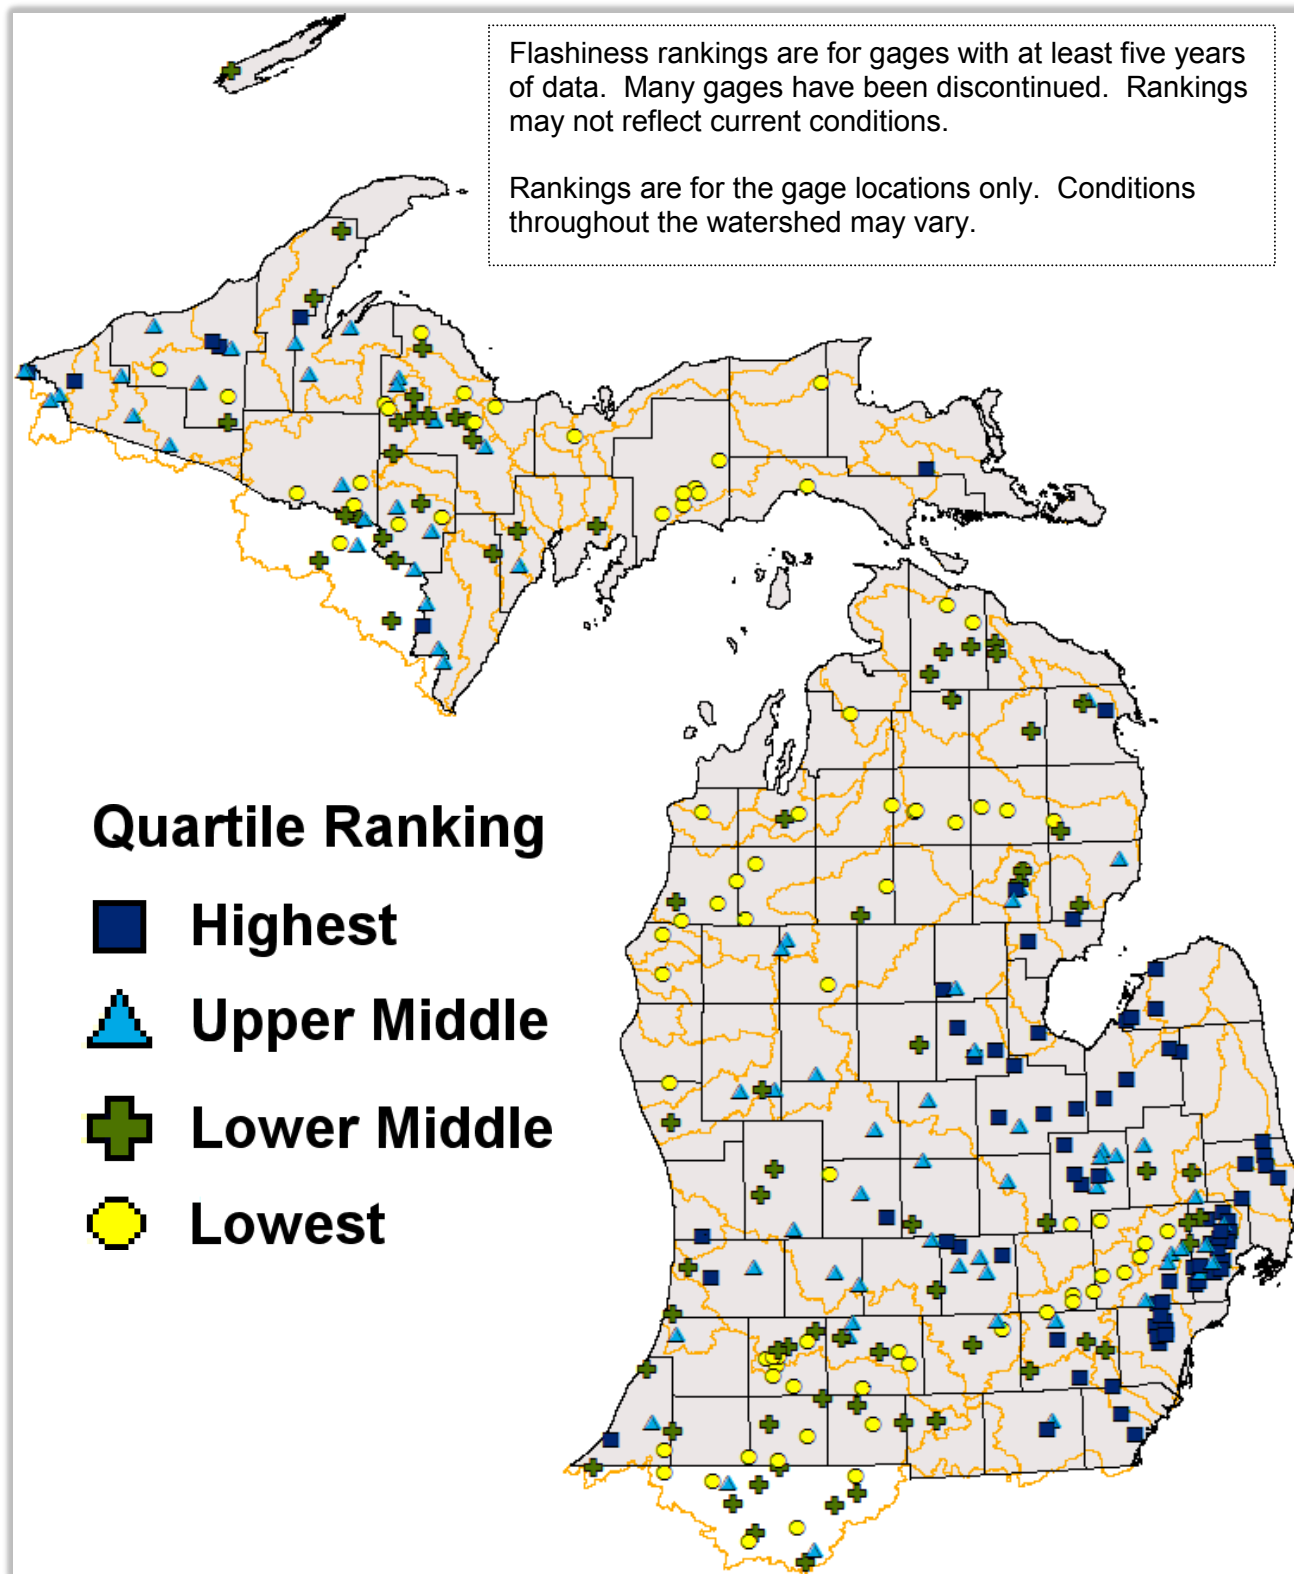 Flashiness rankings are for gages with at least five years
of data.  Many gages have been discontinued.  Rankings
may not reflect current conditions.
Rankings are for the gage locations only.  Conditions
throughout the watershed may vary.
Quartile Ranking
Highest
Upper Middle
Lower Middle
Lowest